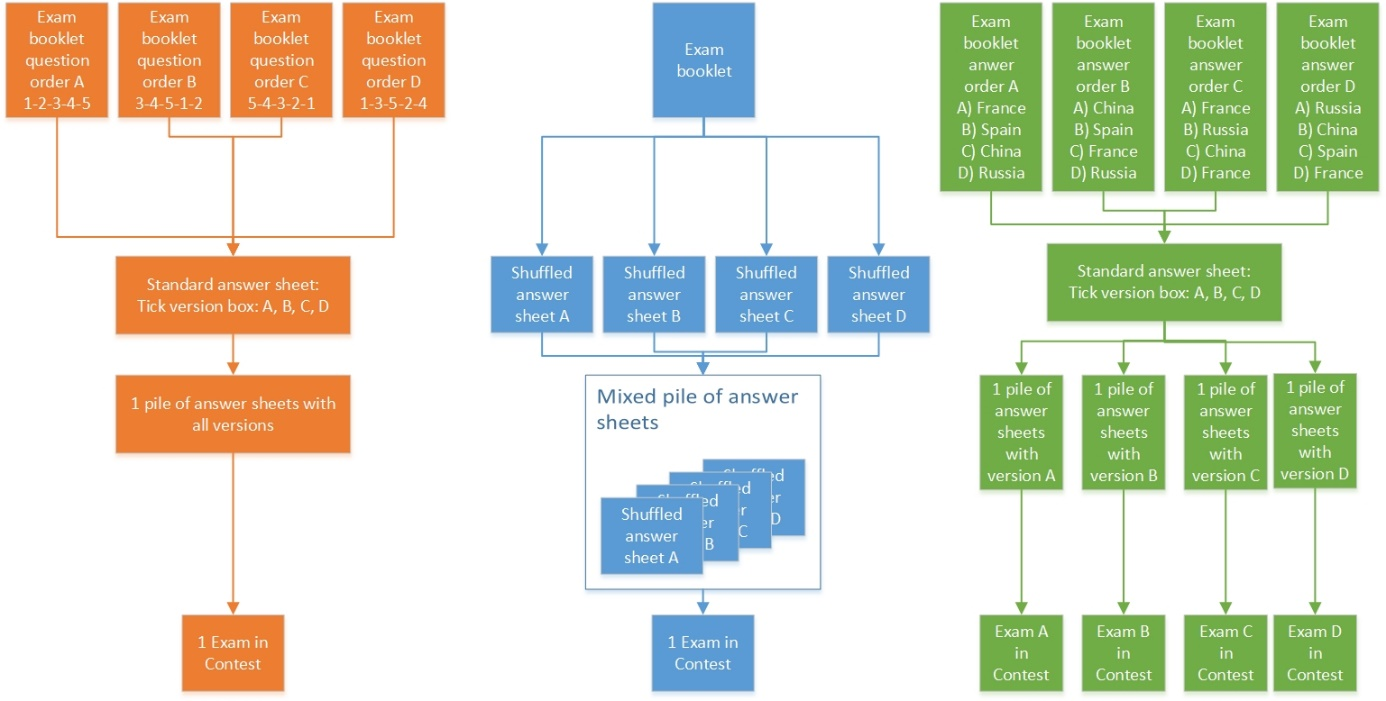 Exam
booklet
question
order A
1-2-3-4-5
Exam
booklet
question
order B
3-4-5-1-2
Exam
booklet
question
order C
5-4-3-2-1
Exam
booklet
question
order D
1-3-5-2-4
Standard answer sheet:
Tick version box: A, B, C, D
1 pile of answer sheets with
all versions
1 Exam in
Contest
Exam
booklet
Shuffled
answer
sheet A
Shuffled
answer
sheet B
Shuffled
answer
sheet C
Shuffled
answer
sheet D
Mixed pile of answer
sheets
Shuffled
answer
sheet A
Shuffled
er
B
Shuffled
er
C
Shuffled
er
D
1 Exam in
Contest
Exam
booklet
anwer
order A
A) France
B) Spain
C) China
D) Russia
Exam
booklet
answer
order B
A) China
B) Spain
C) France
D) Russia
Exam
booklet
answer
order C
A) France
B) Russia
C) China
D) France
Exam
booklet
answer
order D
A) Russia
B) China
C) Spain
D) France
Standard answer sheet:
Tick version box: A, B, C, D
1 pile of
answer
sheets
with
version A
1 pile of
answer
sheets
with
version B
1 pile of
answer
sheets
with
version C
1 pile of
answer
sheets
with
version D
Exam A
in
Contest
Exam B
in
Contest
Exam C
in
Contest
Exam D
in
Contest